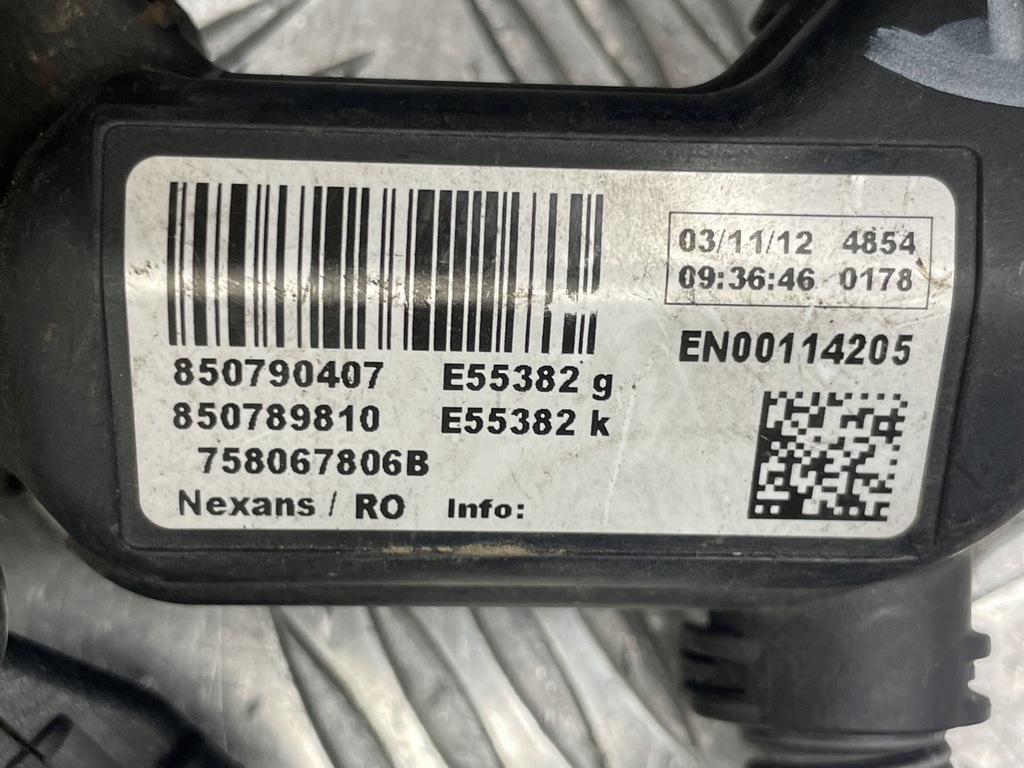 03/11/12 4854
09:36:46 0178
EN00114205
850790407 E55382 g
850789810 E55382 k
758067806B
Nexans / RO Info: